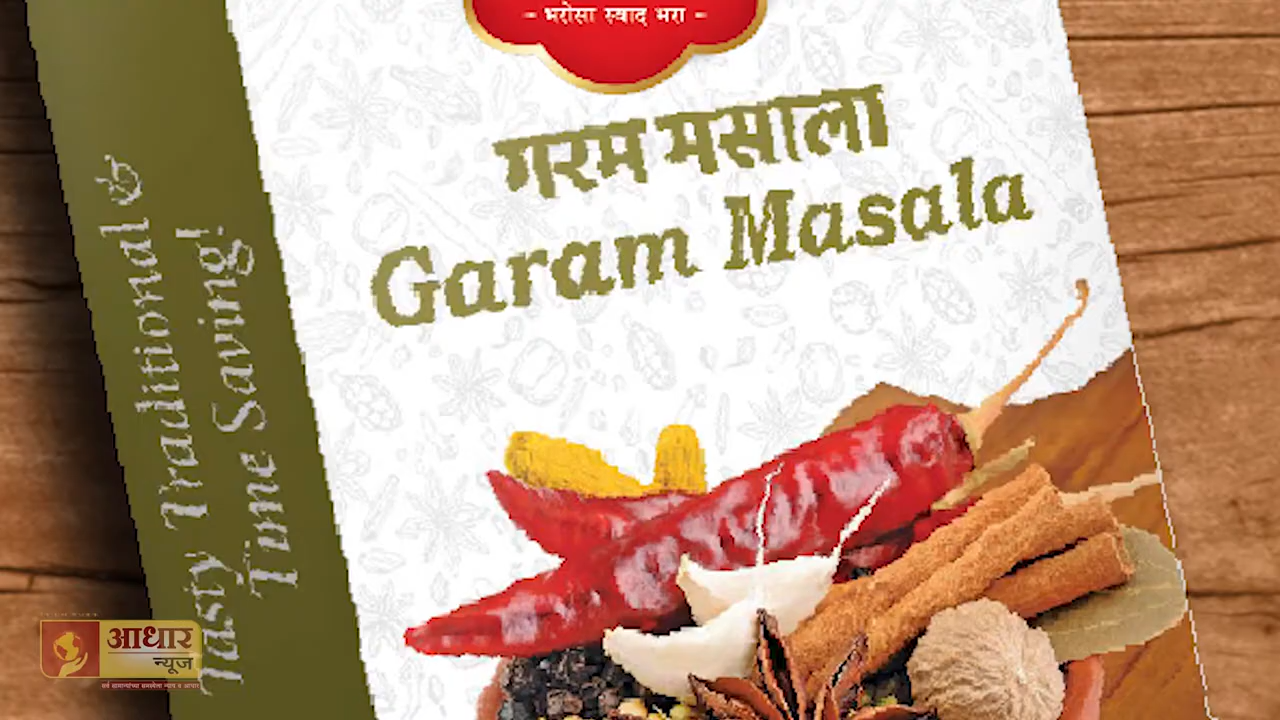 - भरोसा स्वाद भरा -
गरम मसाला
Garam Masala
Tasty Traditional &
Time Saving!
आधार
न्यूज